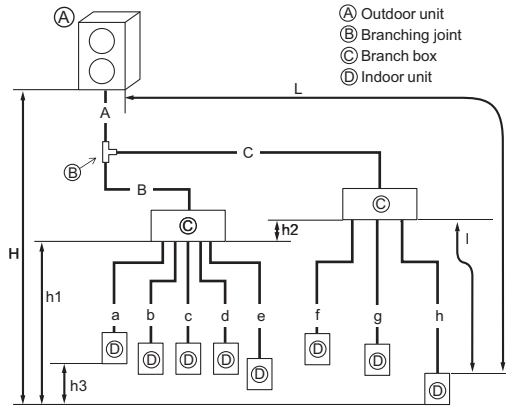 Ⓐ
Ⓐ Outdoor unit
Ⓑ Branching joint
Ⓒ Branch box
Ⓓ Indoor unit
L
A
Ⓑ
C
B
Ⓒ
Ⓒ
h2
H
h1
l
a
b
c
d
e
f
g
h
Ⓓ
Ⓓ
Ⓓ
Ⓓ
Ⓓ
Ⓓ
Ⓓ
Ⓓ
h3